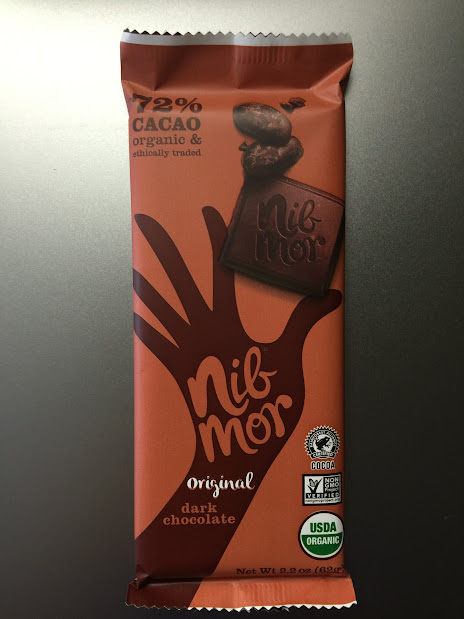 72%
CACAO
organic &
ethically traded
nib
mor
nib
mor
original
dark
chocolate
COCOA
NON
GMO
VERIFIED
USDA
ORGANIC
Net Wt 2.2 oz (62g)